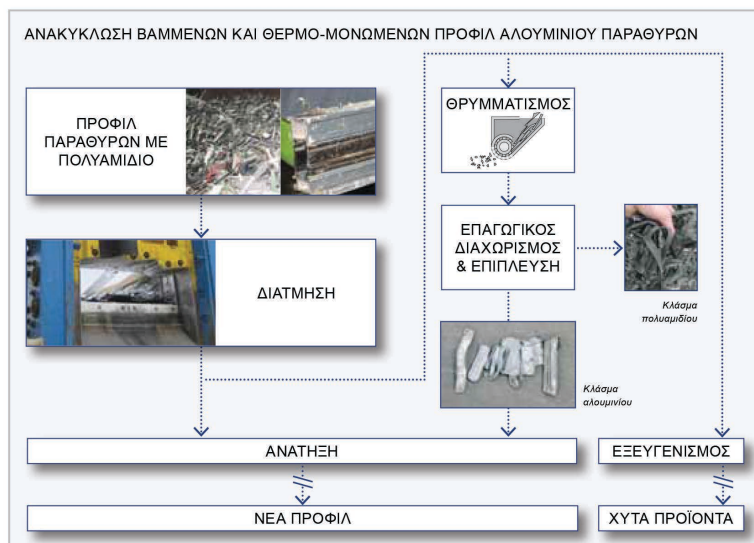 ΑΝΑΚΥΚΛΩΣΗ ΒΑΜΜΕΝΩΝ ΚΑΙ ΘΕΡΜΟ-ΜΟΝΩΜΕΝΩΝ ΠΡΟΦΙΛ ΑΛΟΥΜΙΝΙΟΥ ΠΑΡΑΘΥΡΩΝ
ΠΡΟΦΙΛ
ΠΑΡΑΘΥΡΩΝ ΜΕ
ΠΟΛΥΑΜΙΔΙΟ
ΔΙΑΤΜΗΣΗ
ΘΡΥΜΜΑΤΙΣΜΟΣ
ΕΠΑΓΩΓΙΚΟΣ
ΔΙΑΧΩΡΙΣΜΟΣ
& ΕΠΙΠΛΕΥΣΗ
Κλάσμα
πολυαμιδίου
Κλάσμα
αλουμινίου
ΑΝΑΤΗΞΗ
ΕΞΕΥΓΕΝΙΣΜΟΣ
ΝΕΑ ΠΡΟΦΙΛ
ΧΥΤΑ ΠΡΟΪΟΝΤΑ